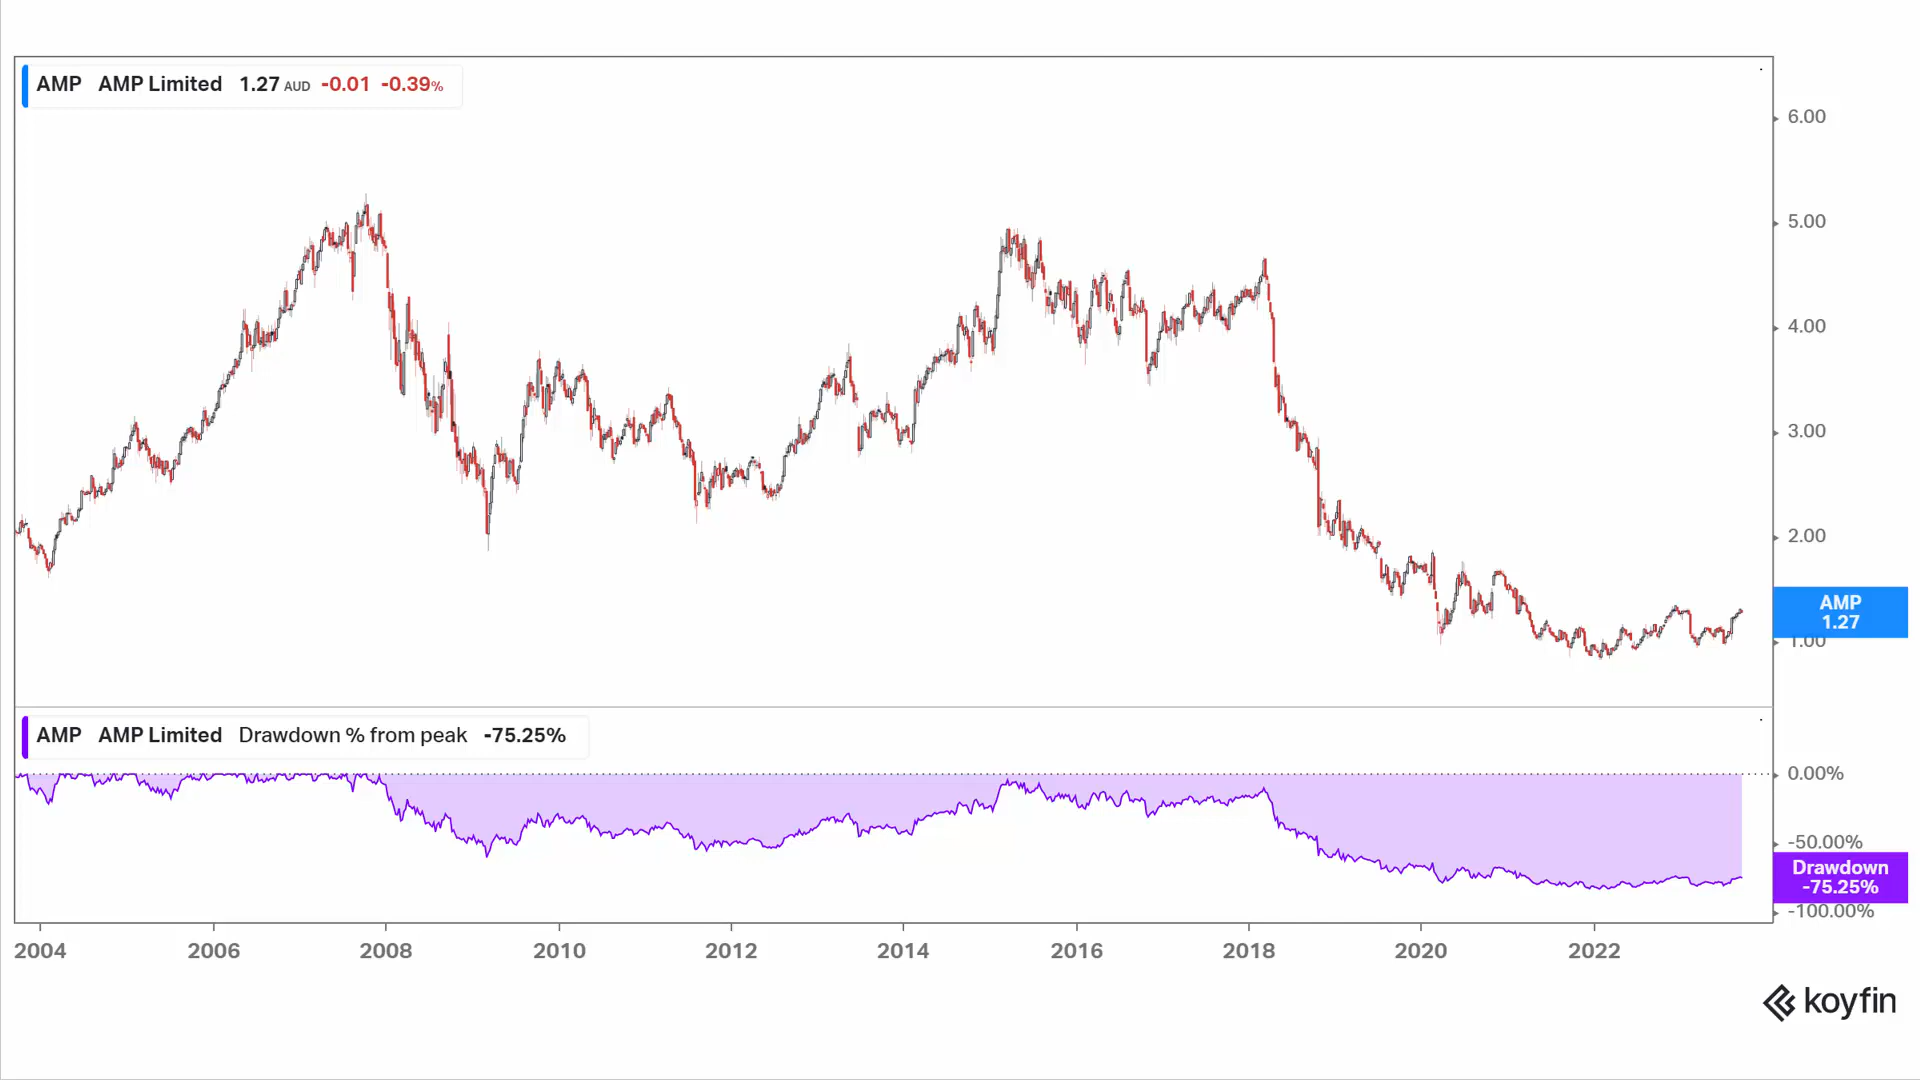 AMP AMP Limited 1.27 AUD -0.01 -0.39%
6.00
5.00
4.00
3.00
2.00
AMP
1.27
1.00
AMP AMP Limited Drawdown % from peak -75.25%
0.00%
-50.00%
Drawdown
-75.25%
-100.00%
2004 2006 2008 2010 2012 2014 2016 2018 2020 2022
koyfin